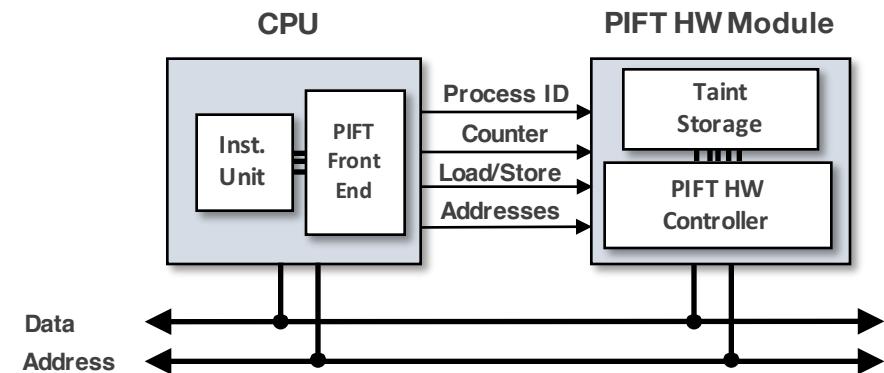 CPU
PIFT HW Module
Inst.
Unit
PIFT
Front
End
Process ID
Counter
Load/Store
Addresses
Taint
Storage
PIFT HW
Controller
Data
Address